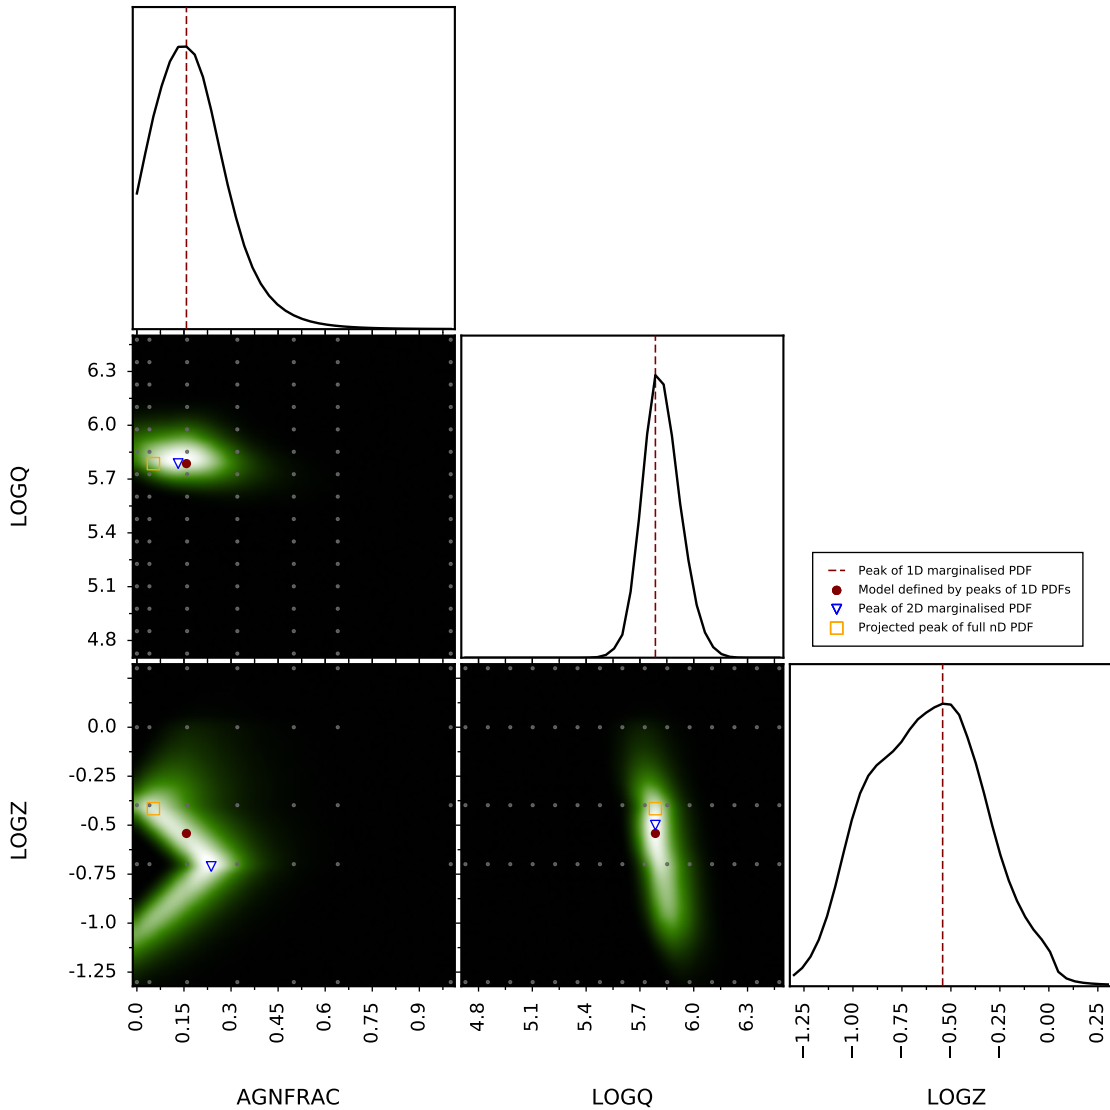 6.3
6.0
5.7
5.4
5.1
4.8
LOGQ
Peak of 1D marginalised PDF
Model defined by peaks of 1D PDFs
Peak of 2D marginalised PDF
Projected peak of full nD PDF
0.0
-0.25
-0.5
-0.75
-1.0
-1.25
LOGZ
0.0 0.15 0.3 0.45 0.6 0.75 0.9
4.8 5.1 5.4 5.7 6.0 6.3
−1.25 −1.00 −0.75 −0.50 −0.25 0.00 0.25
AGNFRAC LOGQ LOGZ